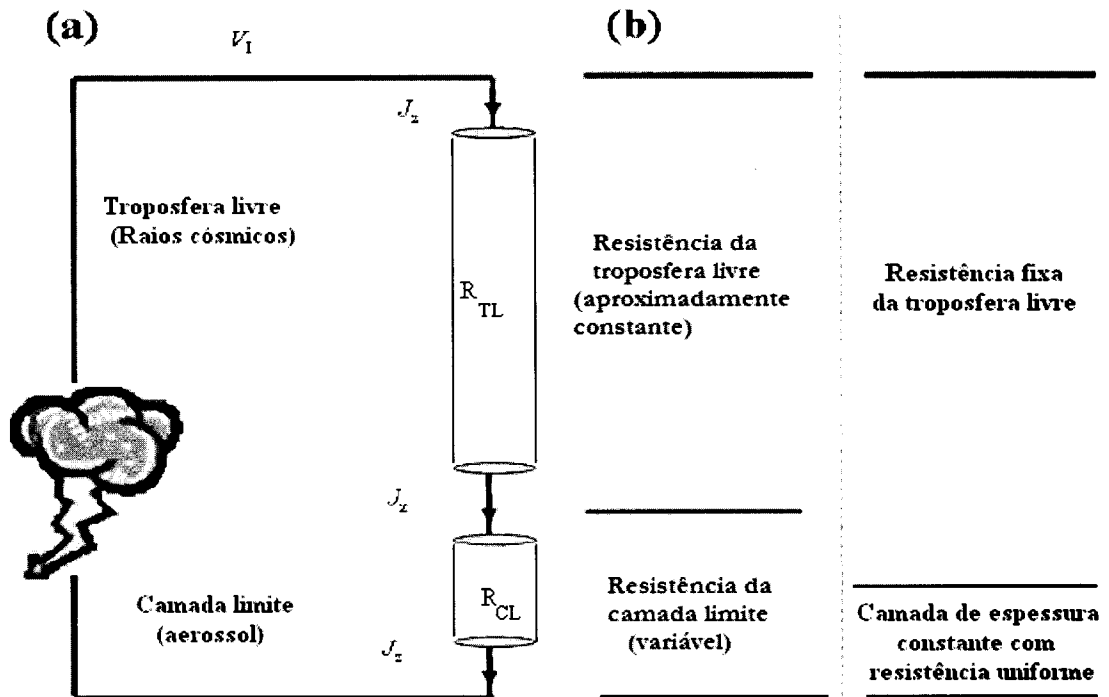 (a)
V_I
J_z
Troposfera livre
(Raios cósmicos)
R_TL
J_z
Camada limite
(aerossol)
R_CL
J_z
(b)
Resistência da
troposfera livre
(aproximadamente
constante)
Resistência da
camada limite
(variável)
Resistência fixa
da troposfera livre
Camada de espessura
constante com
resistência uniforme